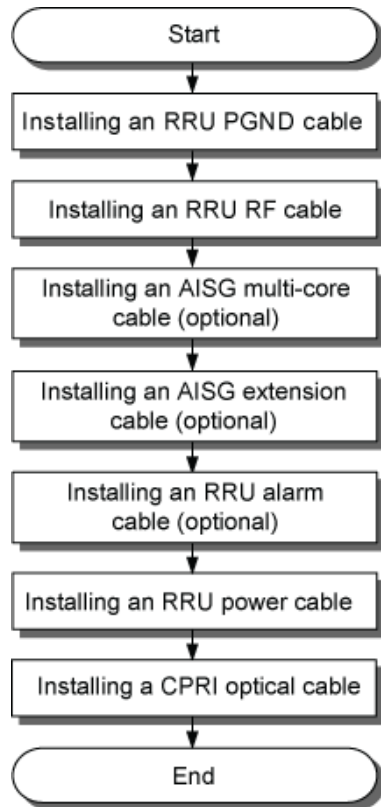 Start
Installing an RRU PGND cable
Installing an RRU RF cable
Installing an AISG multi-core
cable (optional)
Installing an AISG extension
cable (optional)
Installing an RRU alarm
cable (optional)
Installing an RRU power cable
Installing a CPRI optical cable
End